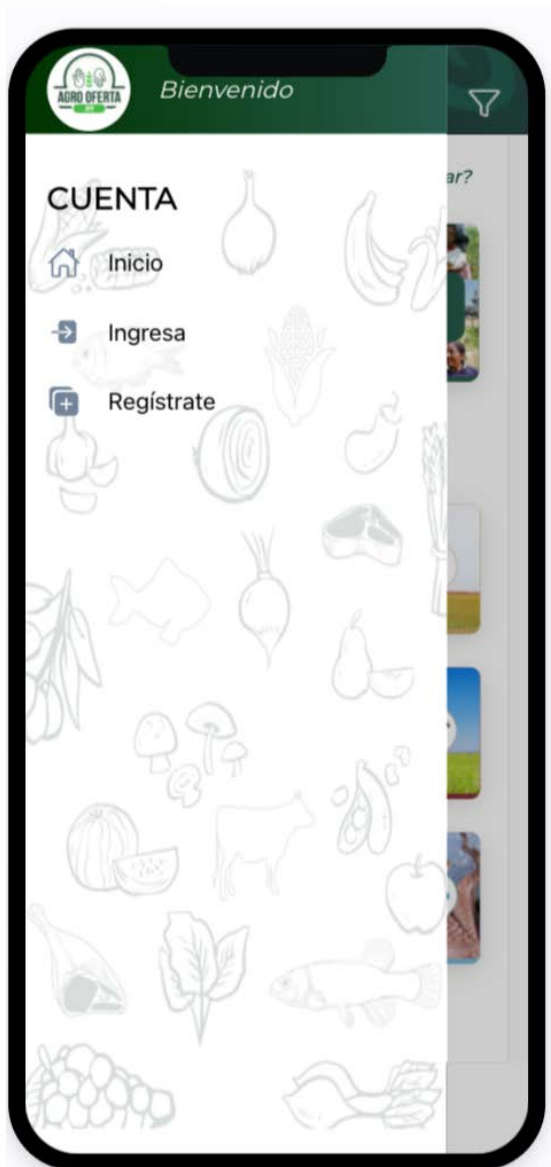 AGRO OFERTA
Bienvenido
ar?
CUENTA
Inicio
Ingresa
Regístrate